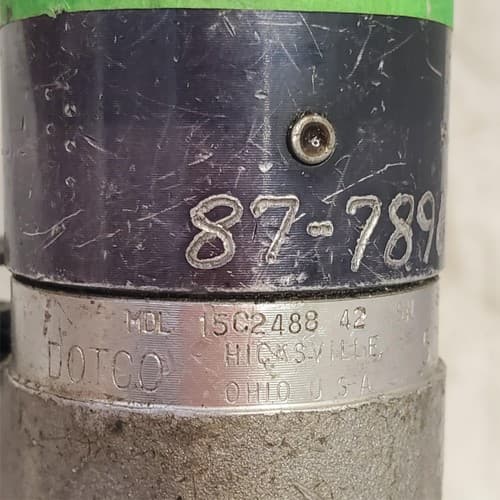 87-789
MDL 15C2488 42
DOTCO HICKSVILLE,
OHIO U-S-A